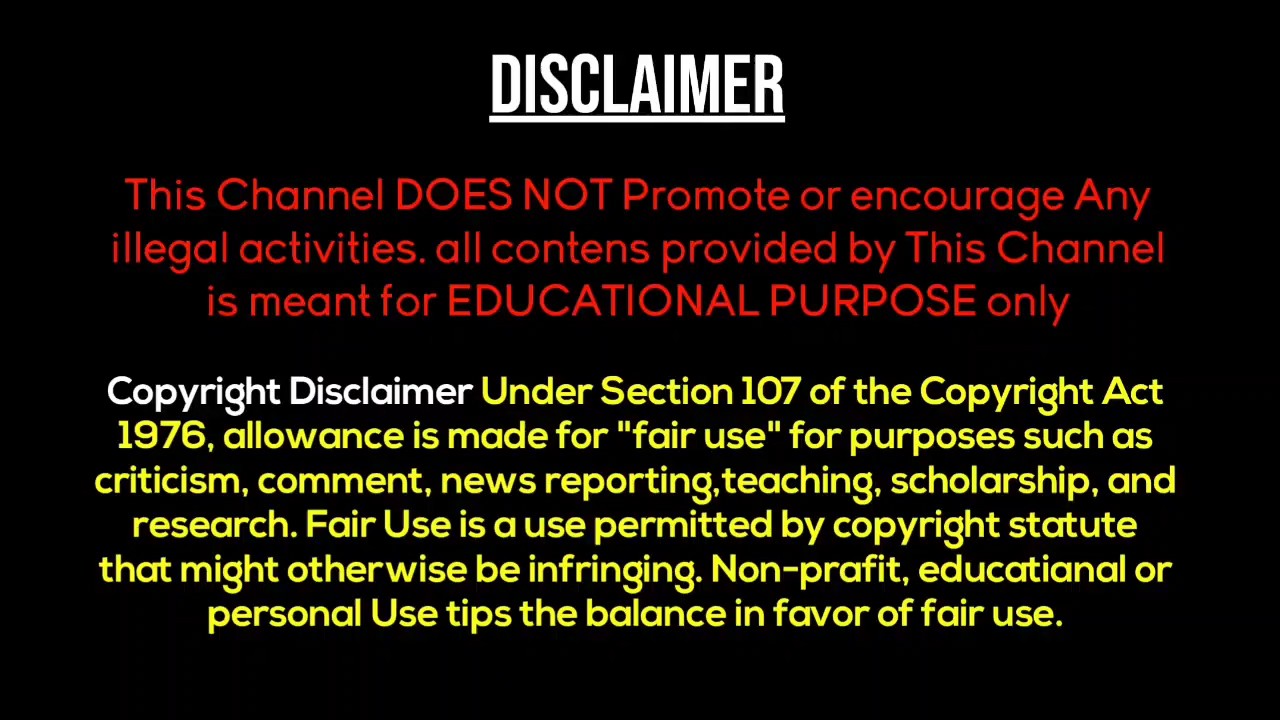 DISCLAIMER
This Channel DOES NOT Promote or encourage Any
illegal activities. all contens provided by This Channel
is meant for EDUCATIONAL PURPOSE only
Copyright Disclaimer Under Section 107 of the Copyright Act
1976, allowance is made for "fair use" for purposes such as
criticism, comment, news reporting,teaching, scholarship, and
research. Fair Use is a use permitted by copyright statute
that might otherwise be infringing. Non-prafit, educatianal or
personal Use tips the balance in favor of fair use.